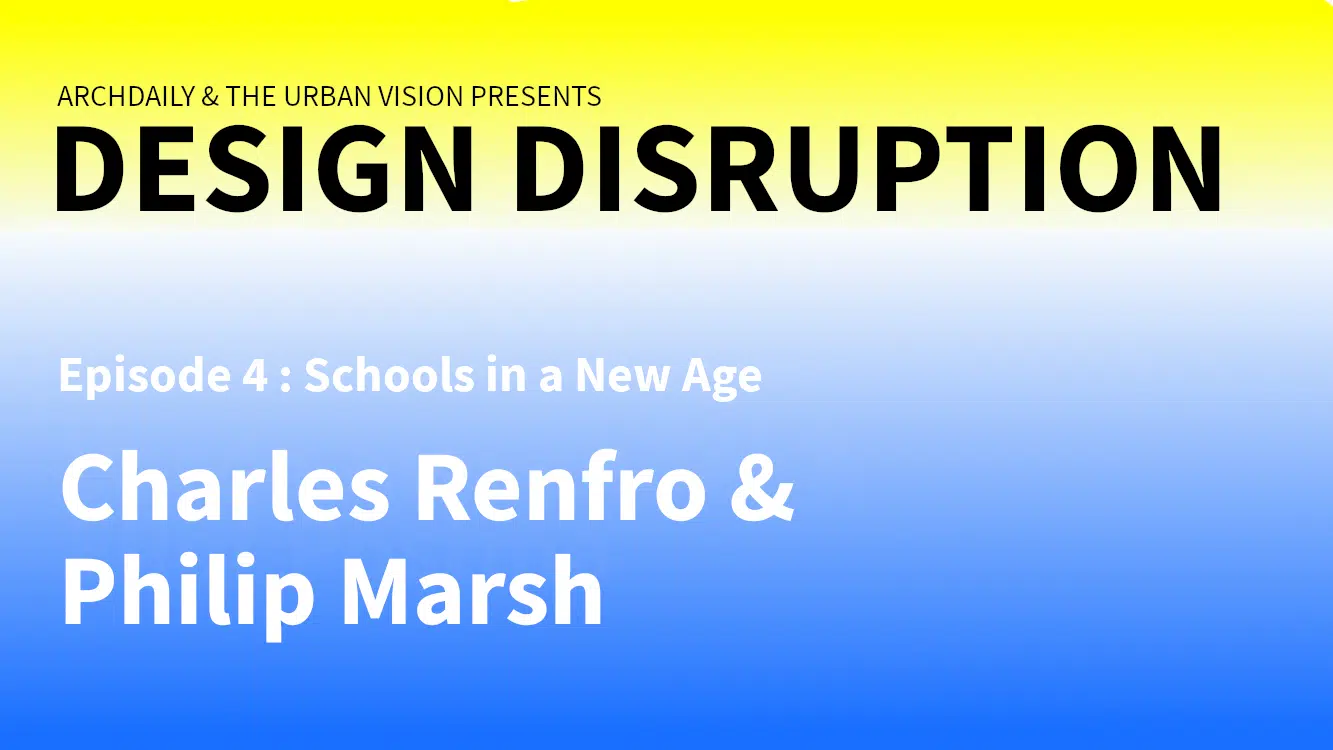 ARCHDAILY & THE URBAN VISION PRESENTS
DESIGN DISRUPTION
Episode 4 : Schools in a New Age
Charles Renfro &
Philip Marsh